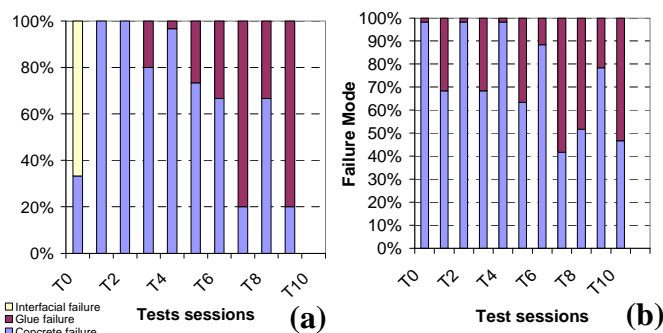 100%
80%
60%
40%
20%
0%
T0
T2
T4
T6
T8
T10
Tests sessions
(a)
Interfacial failure
Glue failure
Concrete failure
Failure Mode
100%
90%
80%
70%
60%
50%
40%
30%
20%
10%
0%
T0
T2
T4
T6
T8
T10
Test sessions
(b)